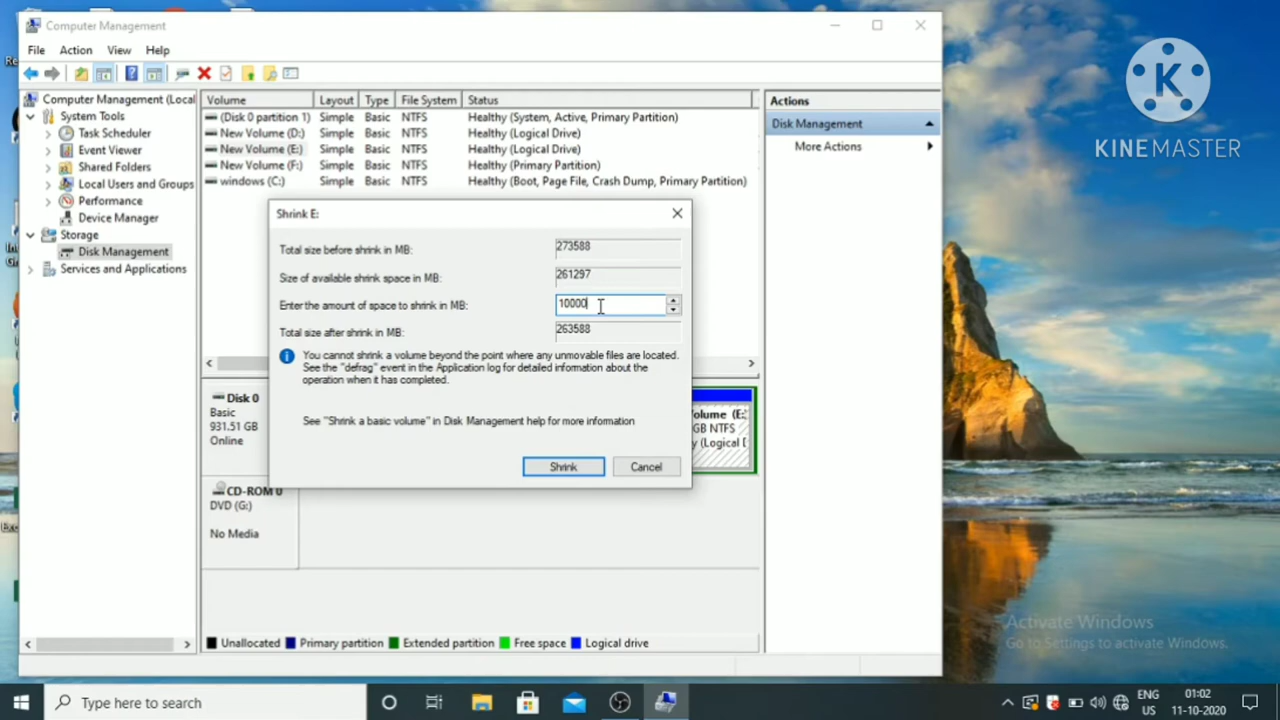 Computer Management
File Action View Help
Computer Management (Local
System Tools
Task Scheduler
Event Viewer
Shared Folders
Local Users and Groups
Performance
Device Manager
Storage
Disk Management
Services and Applications
Volume Layout Type File System Status
(Disk 0 partition 1) Simple Basic NTFS Healthy (System, Active, Primary Partition)
New Volume (D:) Simple Basic NTFS Healthy (Logical Drive)
New Volume (E:) Simple Basic NTFS Healthy (Logical Drive)
New Volume (F:) Simple Basic NTFS Healthy (Primary Partition)
windows (C:) Simple Basic NTFS Healthy (Boot, Page File, Crash Dump, Primary Partition)
Actions
Disk Management
More Actions
K
KINEMASTER
Shrink E:
Total size before shrink in MB: 273588
Size of available shrink space in MB: 261297
Enter the amount of space to shrink in MB: 10000
Total size after shrink in MB: 263588
You cannot shrink a volume beyond the point where any unmovable files are located.
See the "defrag" event in the Application log for detailed information about the
operation when it has completed.
See "Shrink a basic volume" in Disk Management help for more information
Shrink Cancel
Disk 0
Basic
931.51 GB
Online
olume (E:
GB NTFS
y (Logical D
CD-ROM 0
DVD (G:)
No Media
Unallocated Primary partition Extended partition Free space Logical drive
Activate Windows
Go to Settings to activate Windows.
Type here to search
ENG
US
01:02
11-10-2020